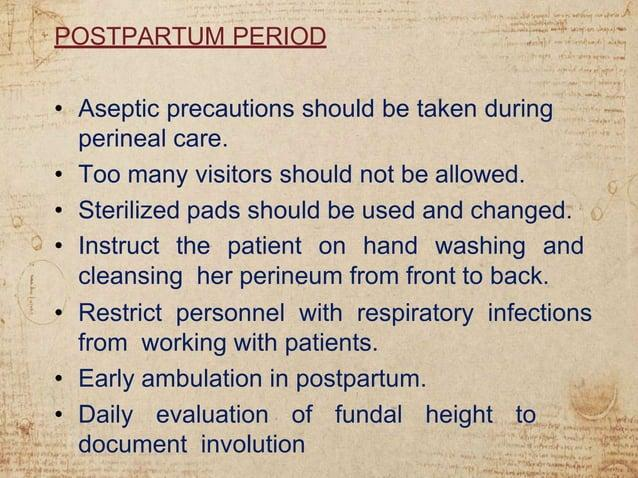 POSTPARTUM PERIOD
• Aseptic precautions should be taken during
perineal care.
• Too many visitors should not be allowed.
• Sterilized pads should be used and changed.
• Instruct the patient on hand washing and
cleansing her perineum from front to back.
• Restrict personnel with respiratory infections
from working with patients.
• Early ambulation in postpartum.
• Daily evaluation of fundal height to
document involution